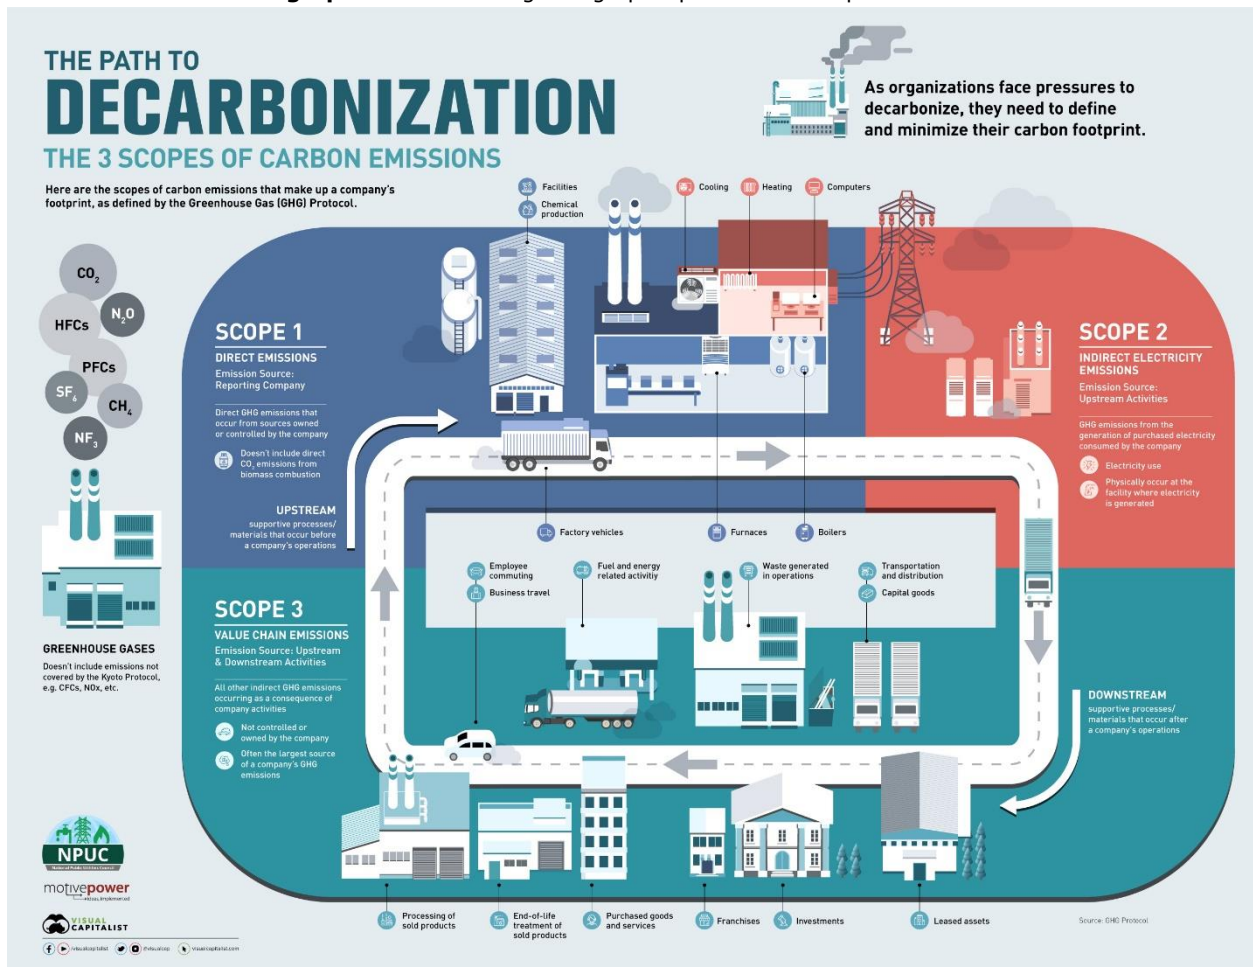 THE PATH TO
DECARBONIZATION
THE 3 SCOPES OF CARBON EMISSIONS
Here are the scopes of carbon emissions that make up a company's
footprint, as defined by the Greenhouse Gas (GHG) Protocol.
As organizations face pressures to
decarbonize, they need to define
and minimize their carbon footprint.
Facilities
Chemical
production
Cooling
Heating
Computers
CO2
HFCs
N2O
PFCs
SF6
CH4
NF3
GREENHOUSE GASES
Doesn't include emissions not
covered by the Kyoto Protocol,
e.g. CFCs, NOx, etc.
SCOPE 1
DIRECT EMISSIONS
Emission Source:
Reporting Company
Direct GHG emissions that
occur from sources owned
or controlled by the company
Doesn't include direct
CO2 emissions from
biomass combustion
UPSTREAM
supportive processes/
materials that occur before
a company's operations
SCOPE 2
INDIRECT ELECTRICITY
EMISSIONS
Emission Source:
Upstream Activities
GHG emissions from the
generation of purchased electricity
consumed by the company
Electricity use
Physically occur at the
facility where electricity
is generated
Factory vehicles
Furnaces
Boilers
Employee
commuting
Business travel
Fuel and energy
related activitiy
Waste generated
in operations
Transportation
and distribution
Capital goods
SCOPE 3
VALUE CHAIN EMISSIONS
Emission Source: Upstream
& Downstream Activities
All other indirect GHG emissions
occurring as a consequence of
company activities
Not controlled or
owned by the company
Often the largest source
of a company's GHG
emissions
DOWNSTREAM
supportive processes/
materials that occur after
a company's operations
Processing of
sold products
End-of-life
treatment of
sold products
Purchased goods
and services
Franchises
Investments
Leased assets
Source: GHG Protocol
NPUC
motivepower
VISUAL
CAPITALIST
/visualcapitalist
@visualcap
visualcapitalist.com